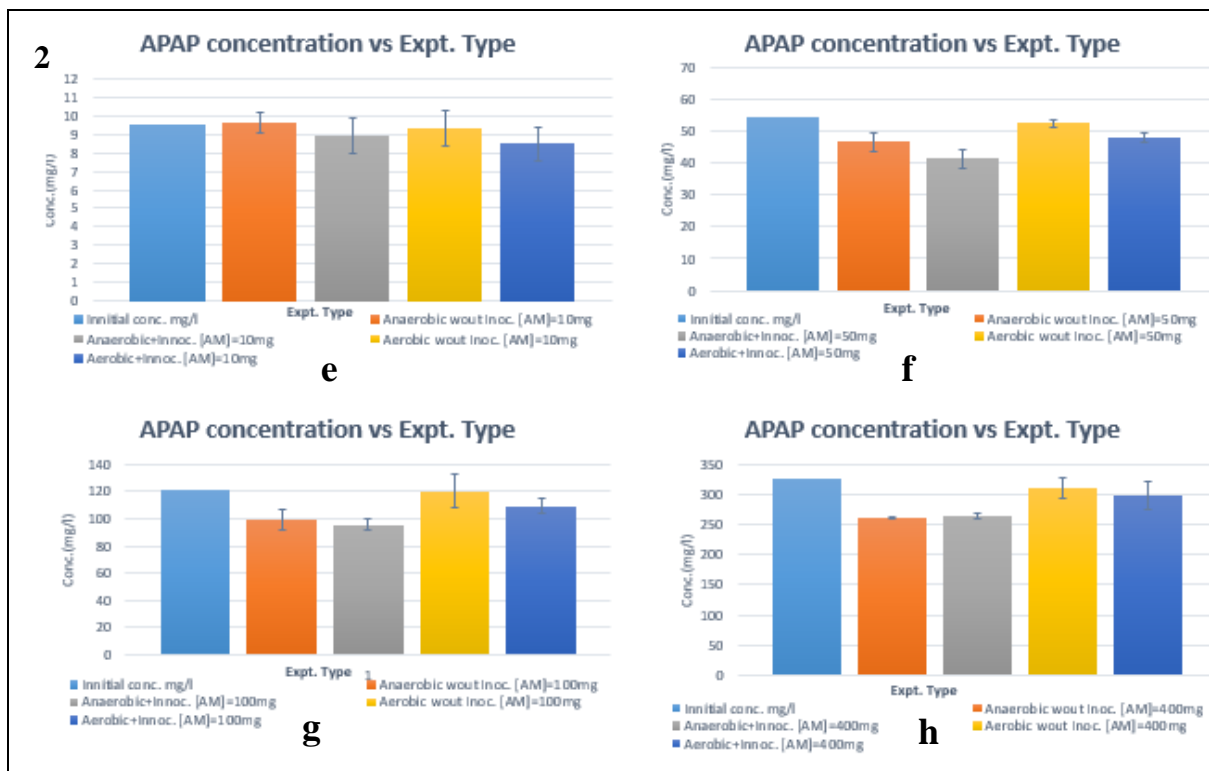 2
APAP concentration vs Expt. Type
12
11
10
9
8
7
6
5
4
3
2
1
0
Conc.(mg/l)
Expt. Type
Innitial conc. mg/l
Anaerobic wout Inoc. [AM]=10mg
Anaerobic+Innoc. [AM]=10mg
Aerobic wout Inoc. [AM]=10mg
Aerobic+Innoc. [AM]=10mg
e
APAP concentration vs Expt. Type
70
60
50
40
30
20
10
0
Conc.(mg/l)
Expt. Type
Innitial conc. mg/l
Anaerobic wout Inoc. [AM]=50mg
Anaerobic+Innoc. [AM]=50mg
Aerobic wout Inoc. [AM]=50mg
Aerobic+Innoc. [AM]=50mg
f
APAP concentration vs Expt. Type
140
120
100
80
60
40
20
0
Conc.(mg/l)
Expt. Type
1
Innitial conc. mg/l
Anaerobic wout Inoc. [AM]=100mg
Anaerobic+Innoc. [AM]=100mg
Aerobic wout Inoc. [AM]=100mg
Aerobic+Innoc. [AM]=100mg
g
APAP concentration vs Expt. Type
350
300
250
200
150
100
50
0
Conc.(mg/l)
Expt. Type
Innitial conc. mg/l
Anaerobic wout Inoc. [AM]=400mg
Anaerobic+Innoc. [AM]=400mg
Aerobic wout Inoc. [AM]=400mg
Aerobic+Innoc. [AM]=400mg
h